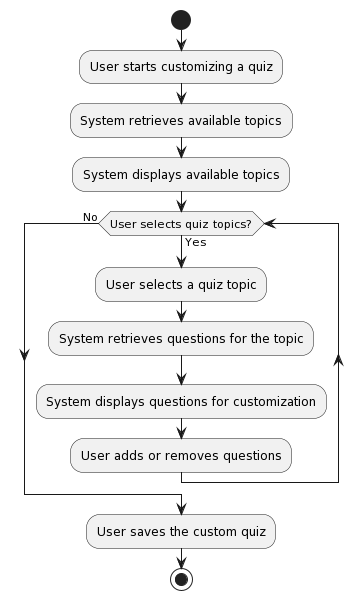 User starts customizing a quiz
System retrieves available topics
System displays available topics
No
User selects quiz topics?
Yes
User selects a quiz topic
System retrieves questions for the topic
System displays questions for customization
User adds or removes questions
User saves the custom quiz